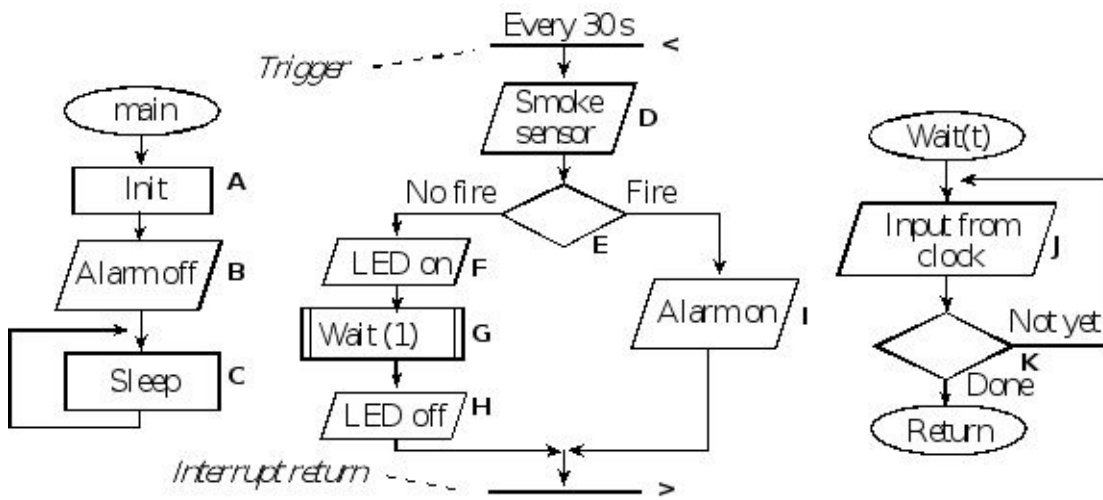 main
Init
A
Alarm off
B
Sleep
C
Every 30 s
<
Trigger
Smoke
sensor
D
No fire
Fire
E
LED on
F
Wait (1)
G
LED off
H
Alarm on
I
Interrupt return
>
Wait(t)
Input from
clock
J
Not yet
K
Done
Return